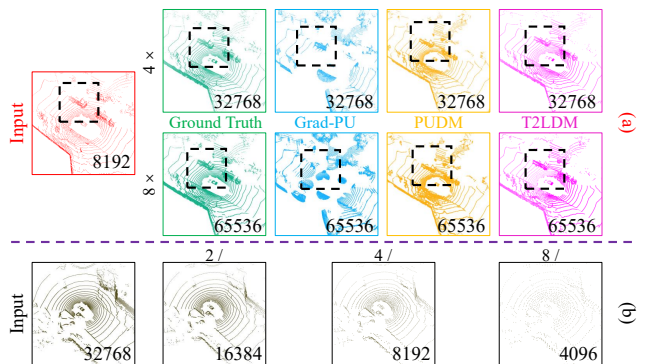 4 ×
32768
32768
32768
32768
Input
8192
Ground Truth
Grad-PU
PUDM
T2LDM
(a)
8 ×
65536
65536
65536
65536
2 /
4 /
8 /
Input
32768
16384
8192
4096
(b)